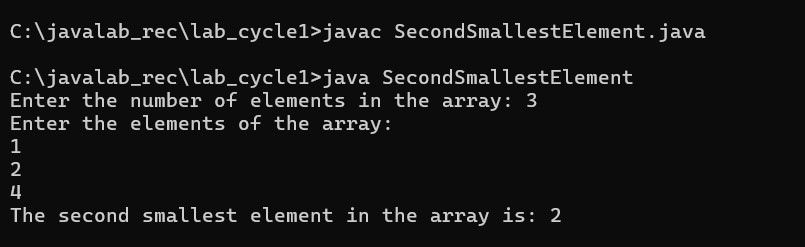 C:\javalab_rec\lab_cycle1>javac SecondSmallestElement.java
C:\javalab_rec\lab_cycle1>java SecondSmallestElement
Enter the number of elements in the array: 3
Enter the elements of the array:
1
2
4
The second smallest element in the array is: 2